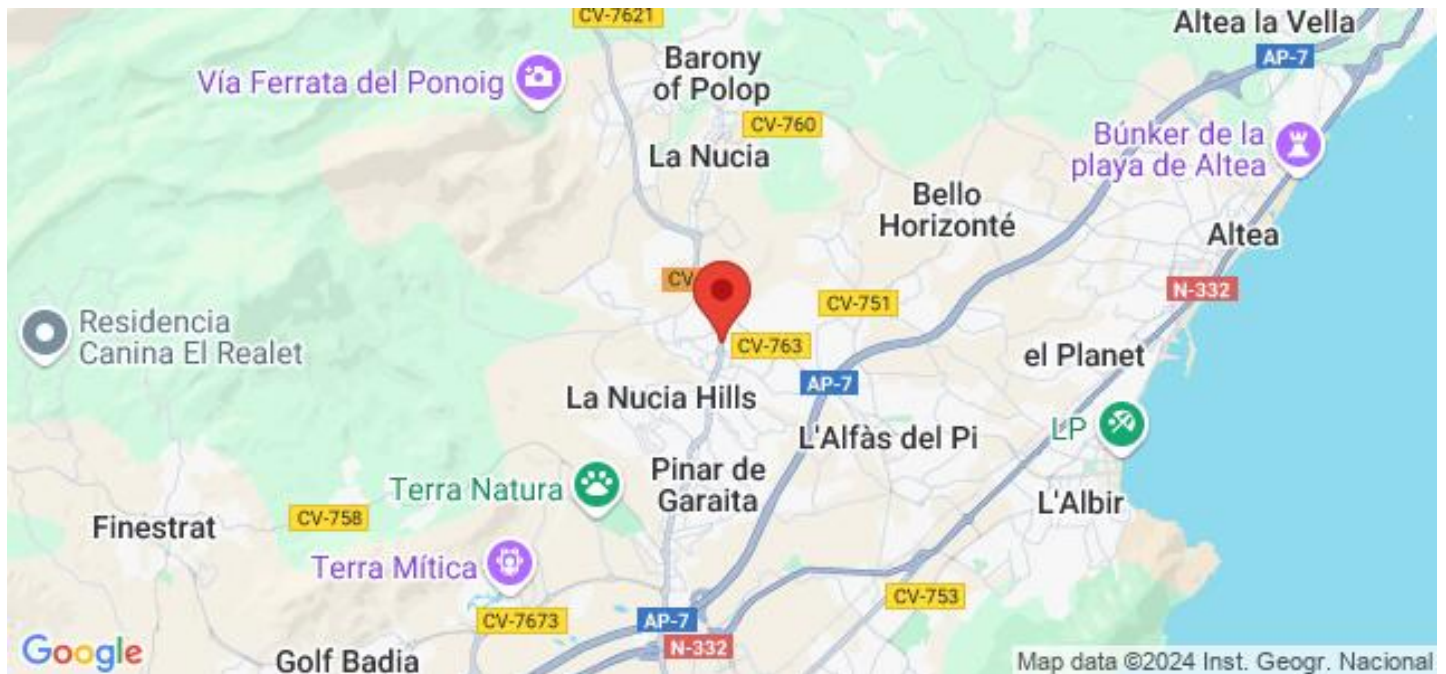 CV-7621
Altea la Vella
AP-7
Barony
of Polop
Vía Ferrata del Ponoig
CV-760
La Nucia
Búnker de la
playa de Altea
Bello
Horizonté
Altea
CV
N-332
CV-751
Residencia
Canina El Realet
CV-763
el Planet
AP-7
La Nucia Hills
LP
L'Alfàs del Pi
Pinar de
Garaita
Terra Natura
L'Albir
CV-758
Finestrat
Terra Mítica
CV-753
CV-7673
AP-7
N-332
Google
Golf Badia
Map data ©2024 Inst. Geogr. Nacional